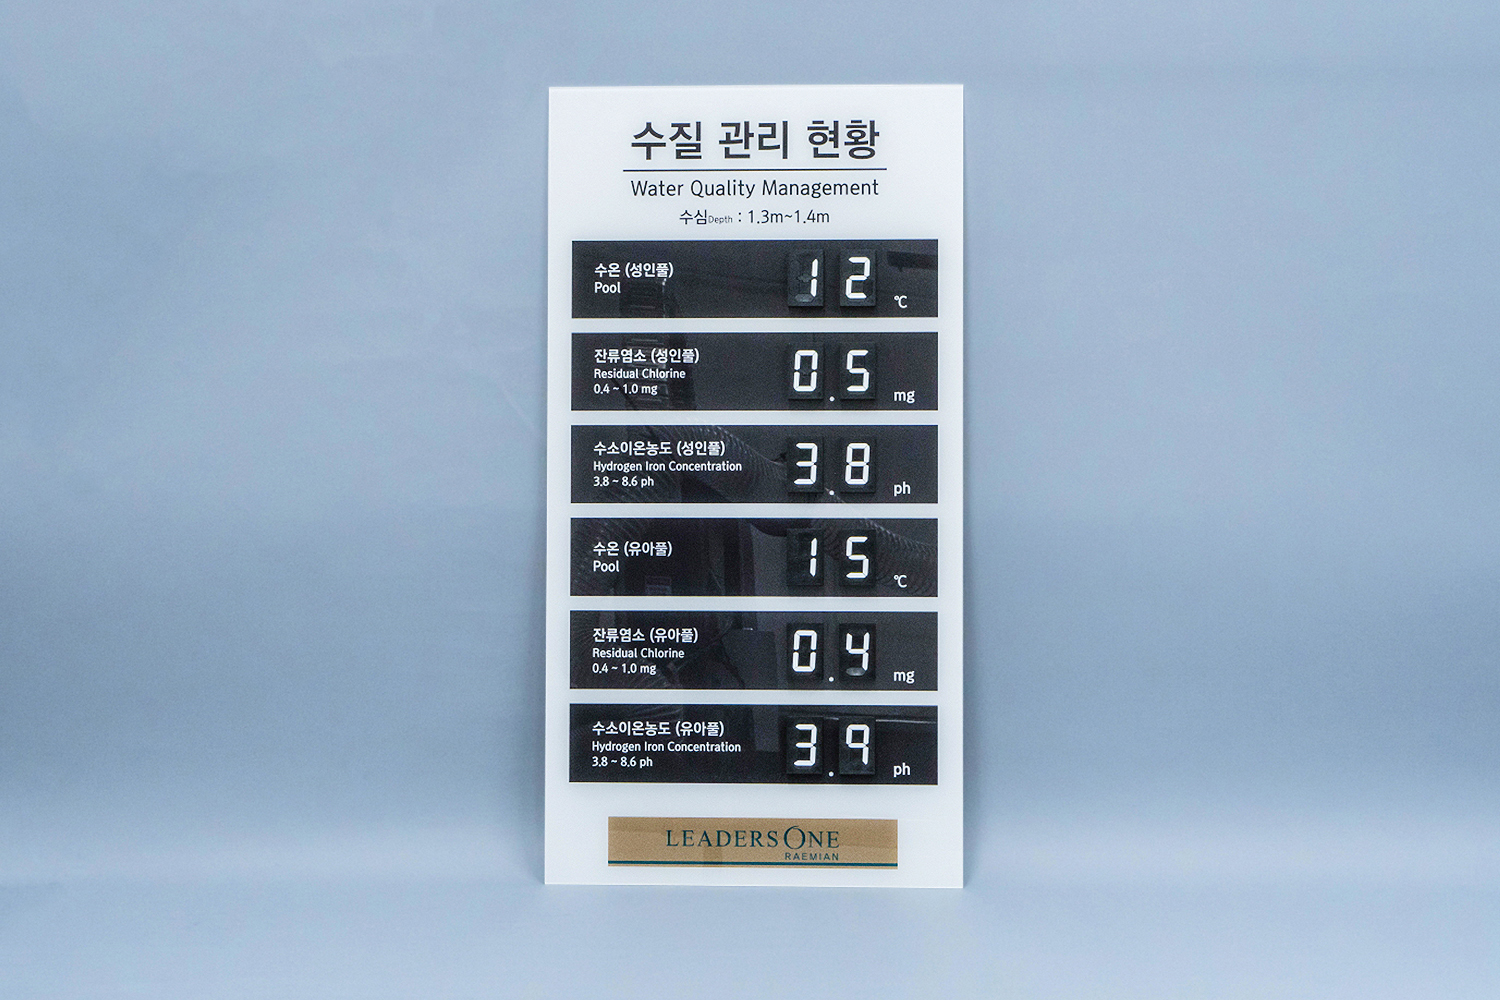 수질 관리 현황
Water Quality Management
수심Depth : 1.3m~1.4m
수온 (성인풀)
Pool
12 ℃
잔류염소 (성인풀)
Residual Chlorine
0.4 ~ 1.0 mg
0.5 mg
수소이온농도 (성인풀)
Hydrogen Iron Concentration
3.8 ~ 8.6 ph
3.8 ph
수온 (유아풀)
Pool
15 ℃
잔류염소 (유아풀)
Residual Chlorine
0.4 ~ 1.0 mg
0.4 mg
수소이온농도 (유아풀)
Hydrogen Iron Concentration
3.8 ~ 8.6 ph
3.9 ph
LEADERS ONE
RAEMIAN